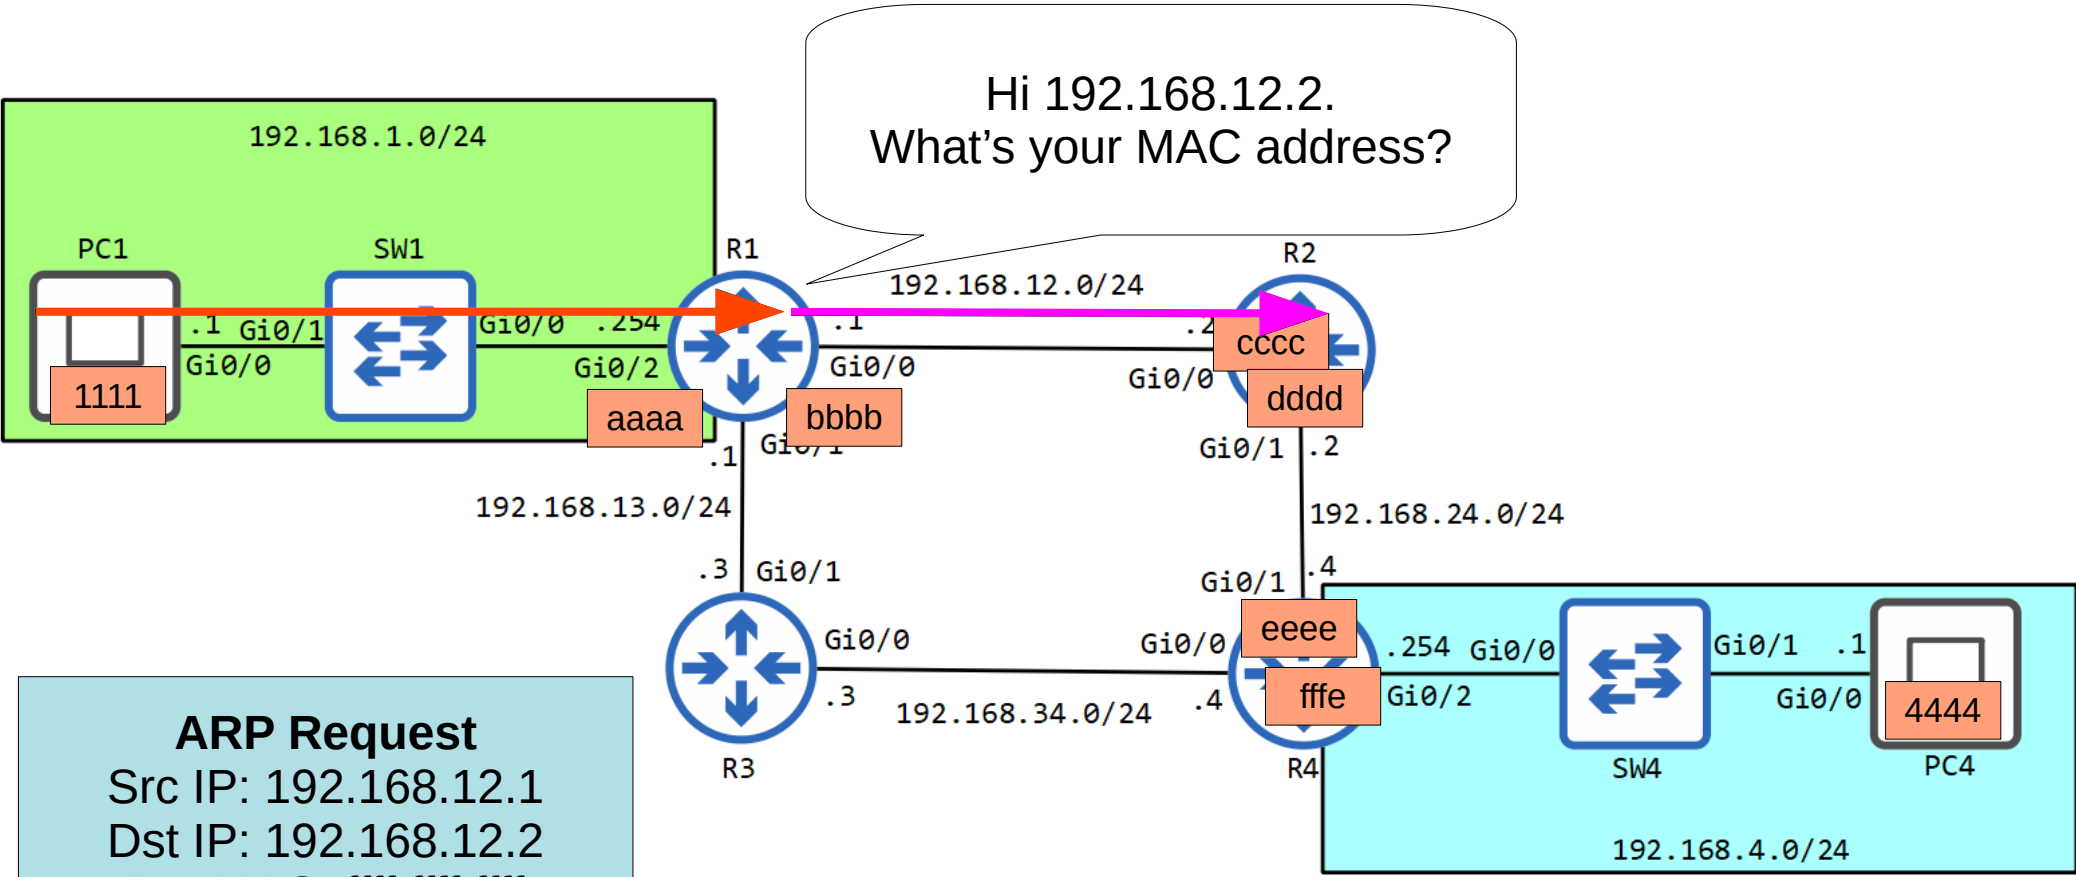 Hi 192.168.12.2.
What's your MAC address?
192.168.1.0/24
PC1
SW1
R1
R2
192.168.12.0/24
.1 Gi0/1
Gi0/0 .254
.1
.2
Gi0/0
Gi0/2
Gi0/0
Gi0/0
1111
aaaa
bbbb
cccc
dddd
Gi0/1
.1
Gi0/1
.2
192.168.13.0/24
192.168.24.0/24
.3
Gi0/1
Gi0/1
.4
eeee
fffe
Gi0/0
Gi0/0
.254 Gi0/0
Gi0/1 .1
.3
192.168.34.0/24
.4
Gi0/2
Gi0/0
4444
R3
R4
SW4
PC4
192.168.4.0/24
ARP Request
Src IP: 192.168.12.1
Dst IP: 192.168.12.2